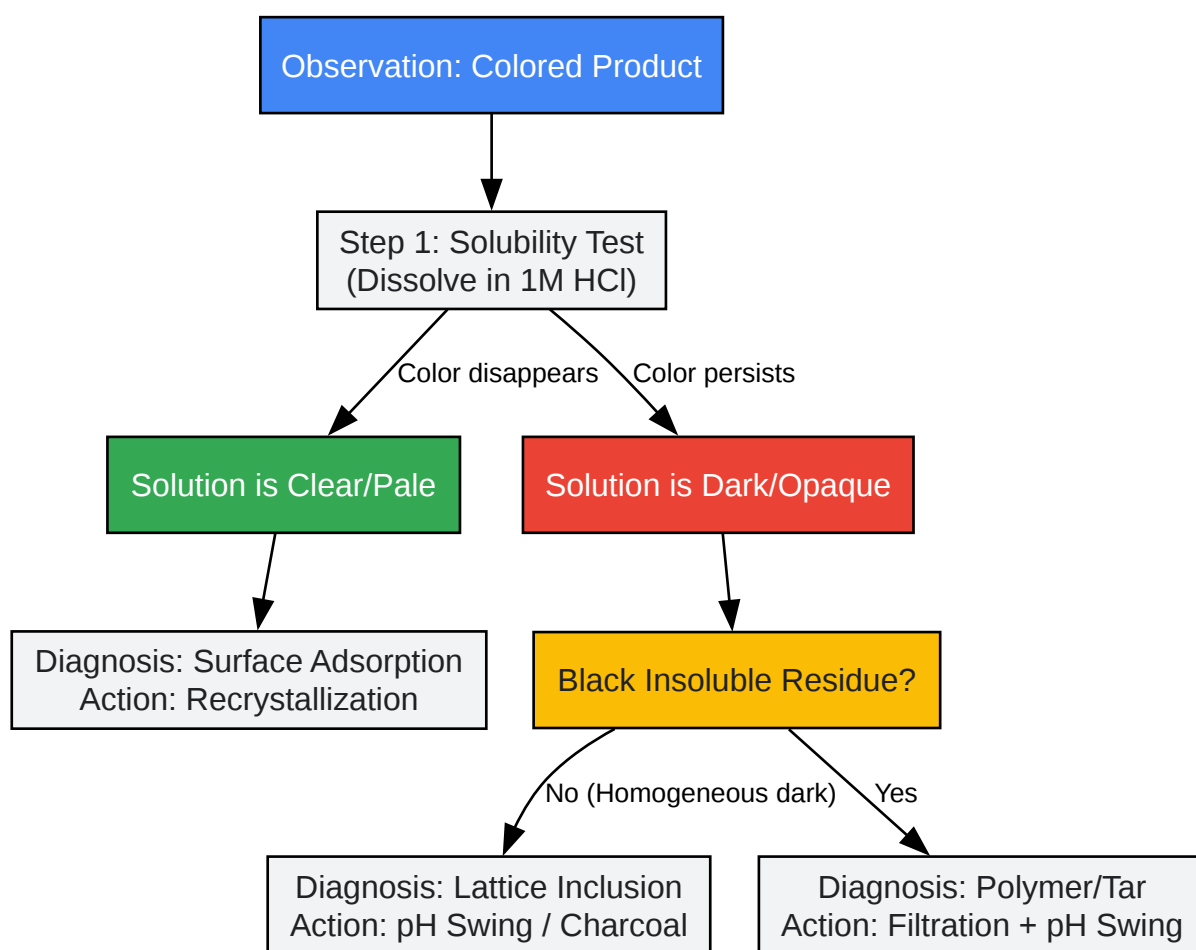 Observation: Colored Product
Step 1: Solubility Test
(Dissolve in 1M HCl)
Color disappears
Color persists
Solution is Clear/Pale
Solution is Dark/Opaque
Diagnosis: Surface Adsorption
Action: Recrystallization
Black Insoluble Residue?
No (Homogeneous dark)
Yes
Diagnosis: Lattice Inclusion
Action: pH Swing / Charcoal
Diagnosis: Polymer/Tar
Action: Filtration + pH Swing